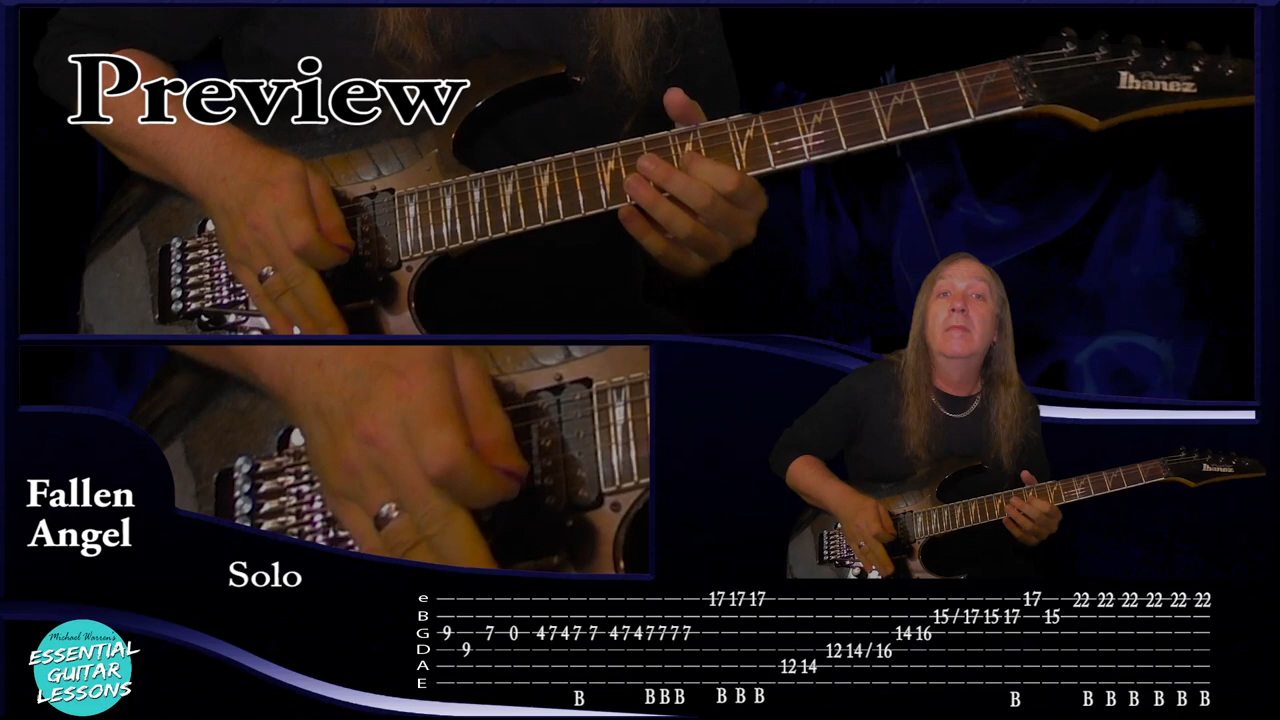 Preview
Prestige
Ibanez
Ibanez
Fallen
Angel
Solo
e 17 17 17 17 22 22 22 22 22 22
B 15 / 17 15 17 15
G 9 7 0 4 7 4 7 7 4 7 4 7 7 7 7 14 16
D 9 12 14 / 16
A 12 14
E
B B B B B B B B B B B B B B
Michael Warren's
ESSENTIAL
GUITAR
LESSONS